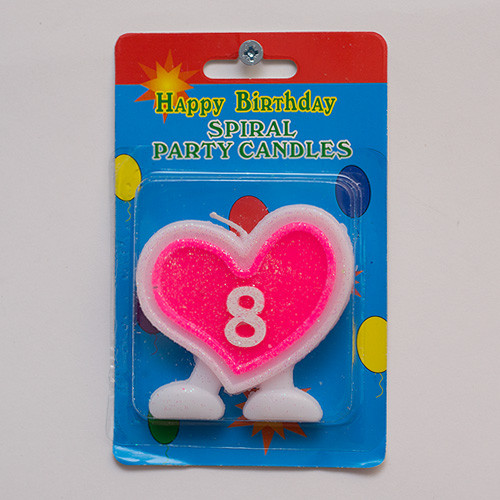 Happy Birthday
SPIRAL
PARTY CANDLES
8